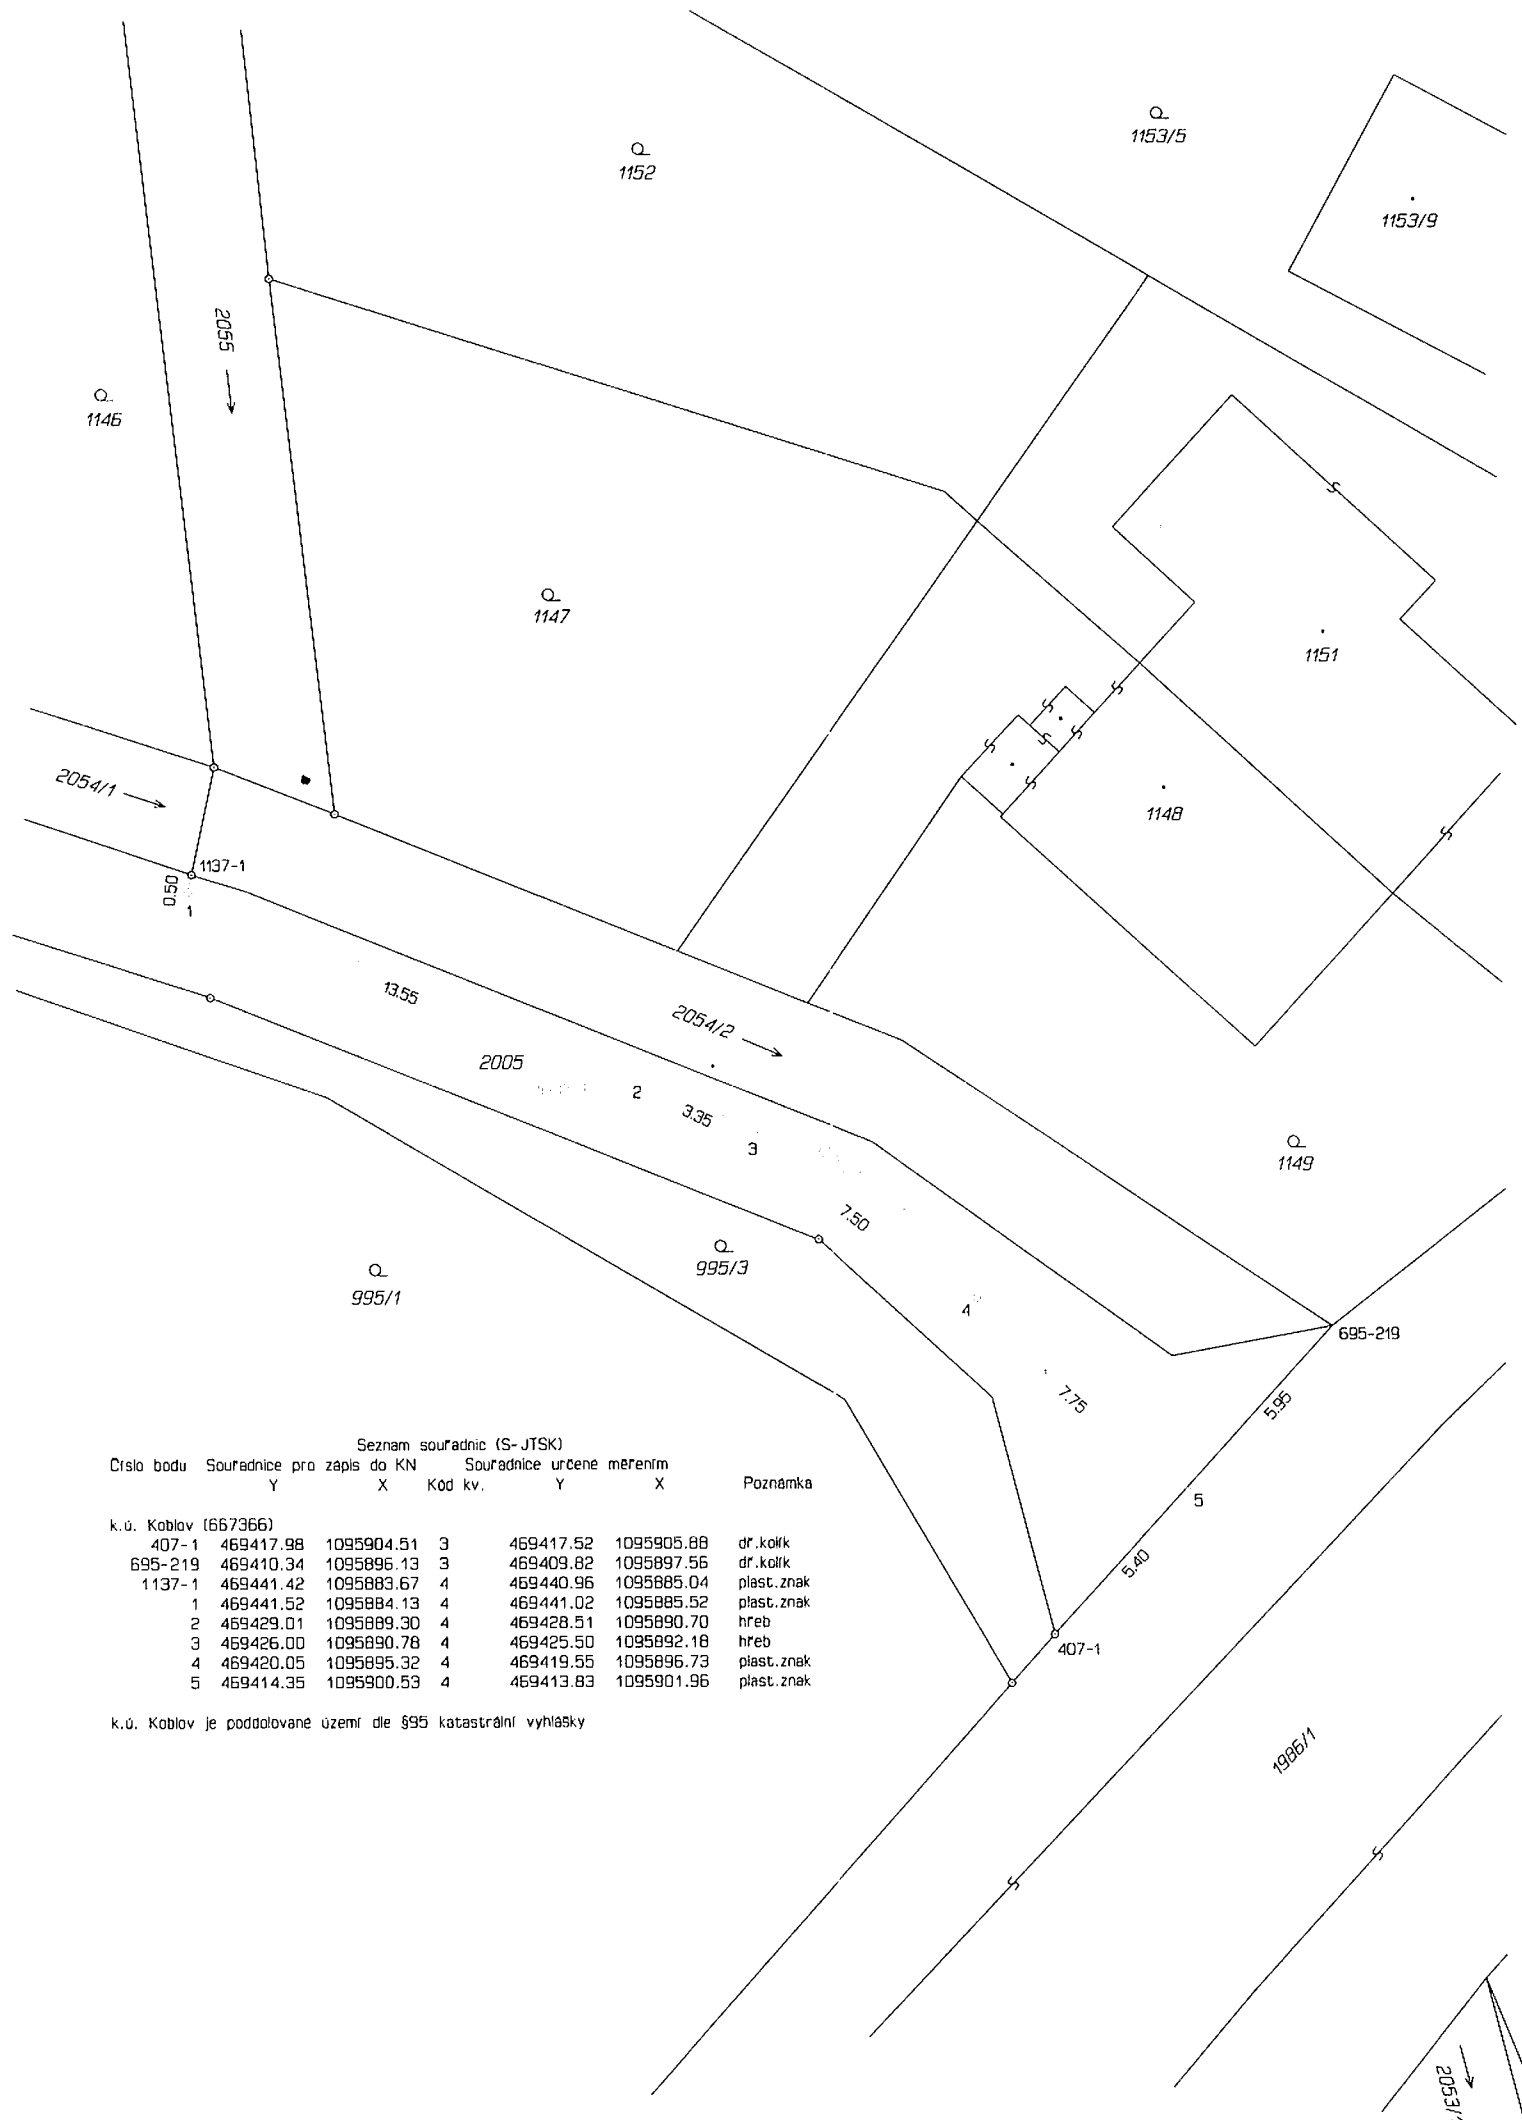 1153/5
1152
1153/9
2055
1146
1147
1151
2054/1
1148
1137-1
0.50
1
13.55
2054/2
2005
2
3.35
3
1149
7.50
995/3
995/1
4
695-219
7.75
5.95
Seznam souřadnic (S-JTSK)
Číslo bodu Souřadnice pro zápis do KN Souřadnice určené měřením
Y X Kód kv. Y X Poznámka
k.ú. Koblov (667366)
407-1 469417.98 1095904.51 3 469417.52 1095905.88 dř.kolík
695-219 469410.34 1095896.13 3 469409.82 1095897.56 dř.kolík
1137-1 469441.42 1095883.67 4 469440.96 1095885.04 plast.znak
1 469441.52 1095884.13 4 469441.02 1095885.52 plast.znak
2 469429.01 1095889.30 4 469428.51 1095890.70 hřeb
3 469426.00 1095890.78 4 469425.50 1095892.18 hřeb
4 469420.05 1095895.32 4 469419.55 1095896.73 plast.znak
5 469414.35 1095900.53 4 469413.83 1095901.96 plast.znak
k.ú. Koblov je poddolované území dle §95 katastrální vyhlášky
5
5.40
407-1
1986/1